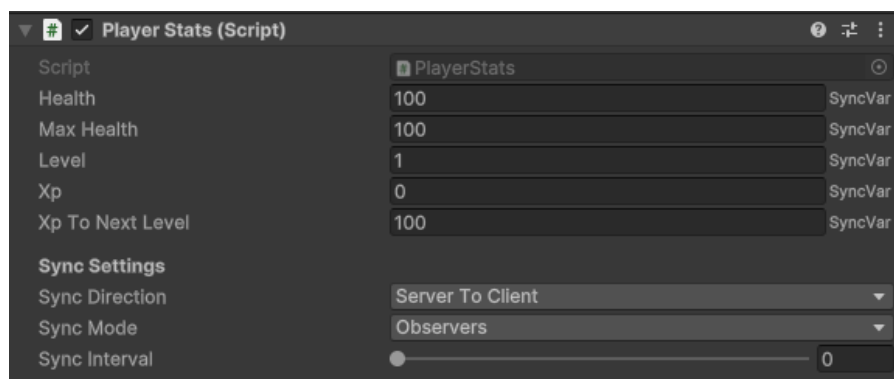 Player Stats (Script)
Script PlayerStats
Health 100 SyncVar
Max Health 100 SyncVar
Level 1 SyncVar
Xp 0 SyncVar
Xp To Next Level 100 SyncVar
Sync Settings
Sync Direction Server To Client
Sync Mode Observers
Sync Interval 0